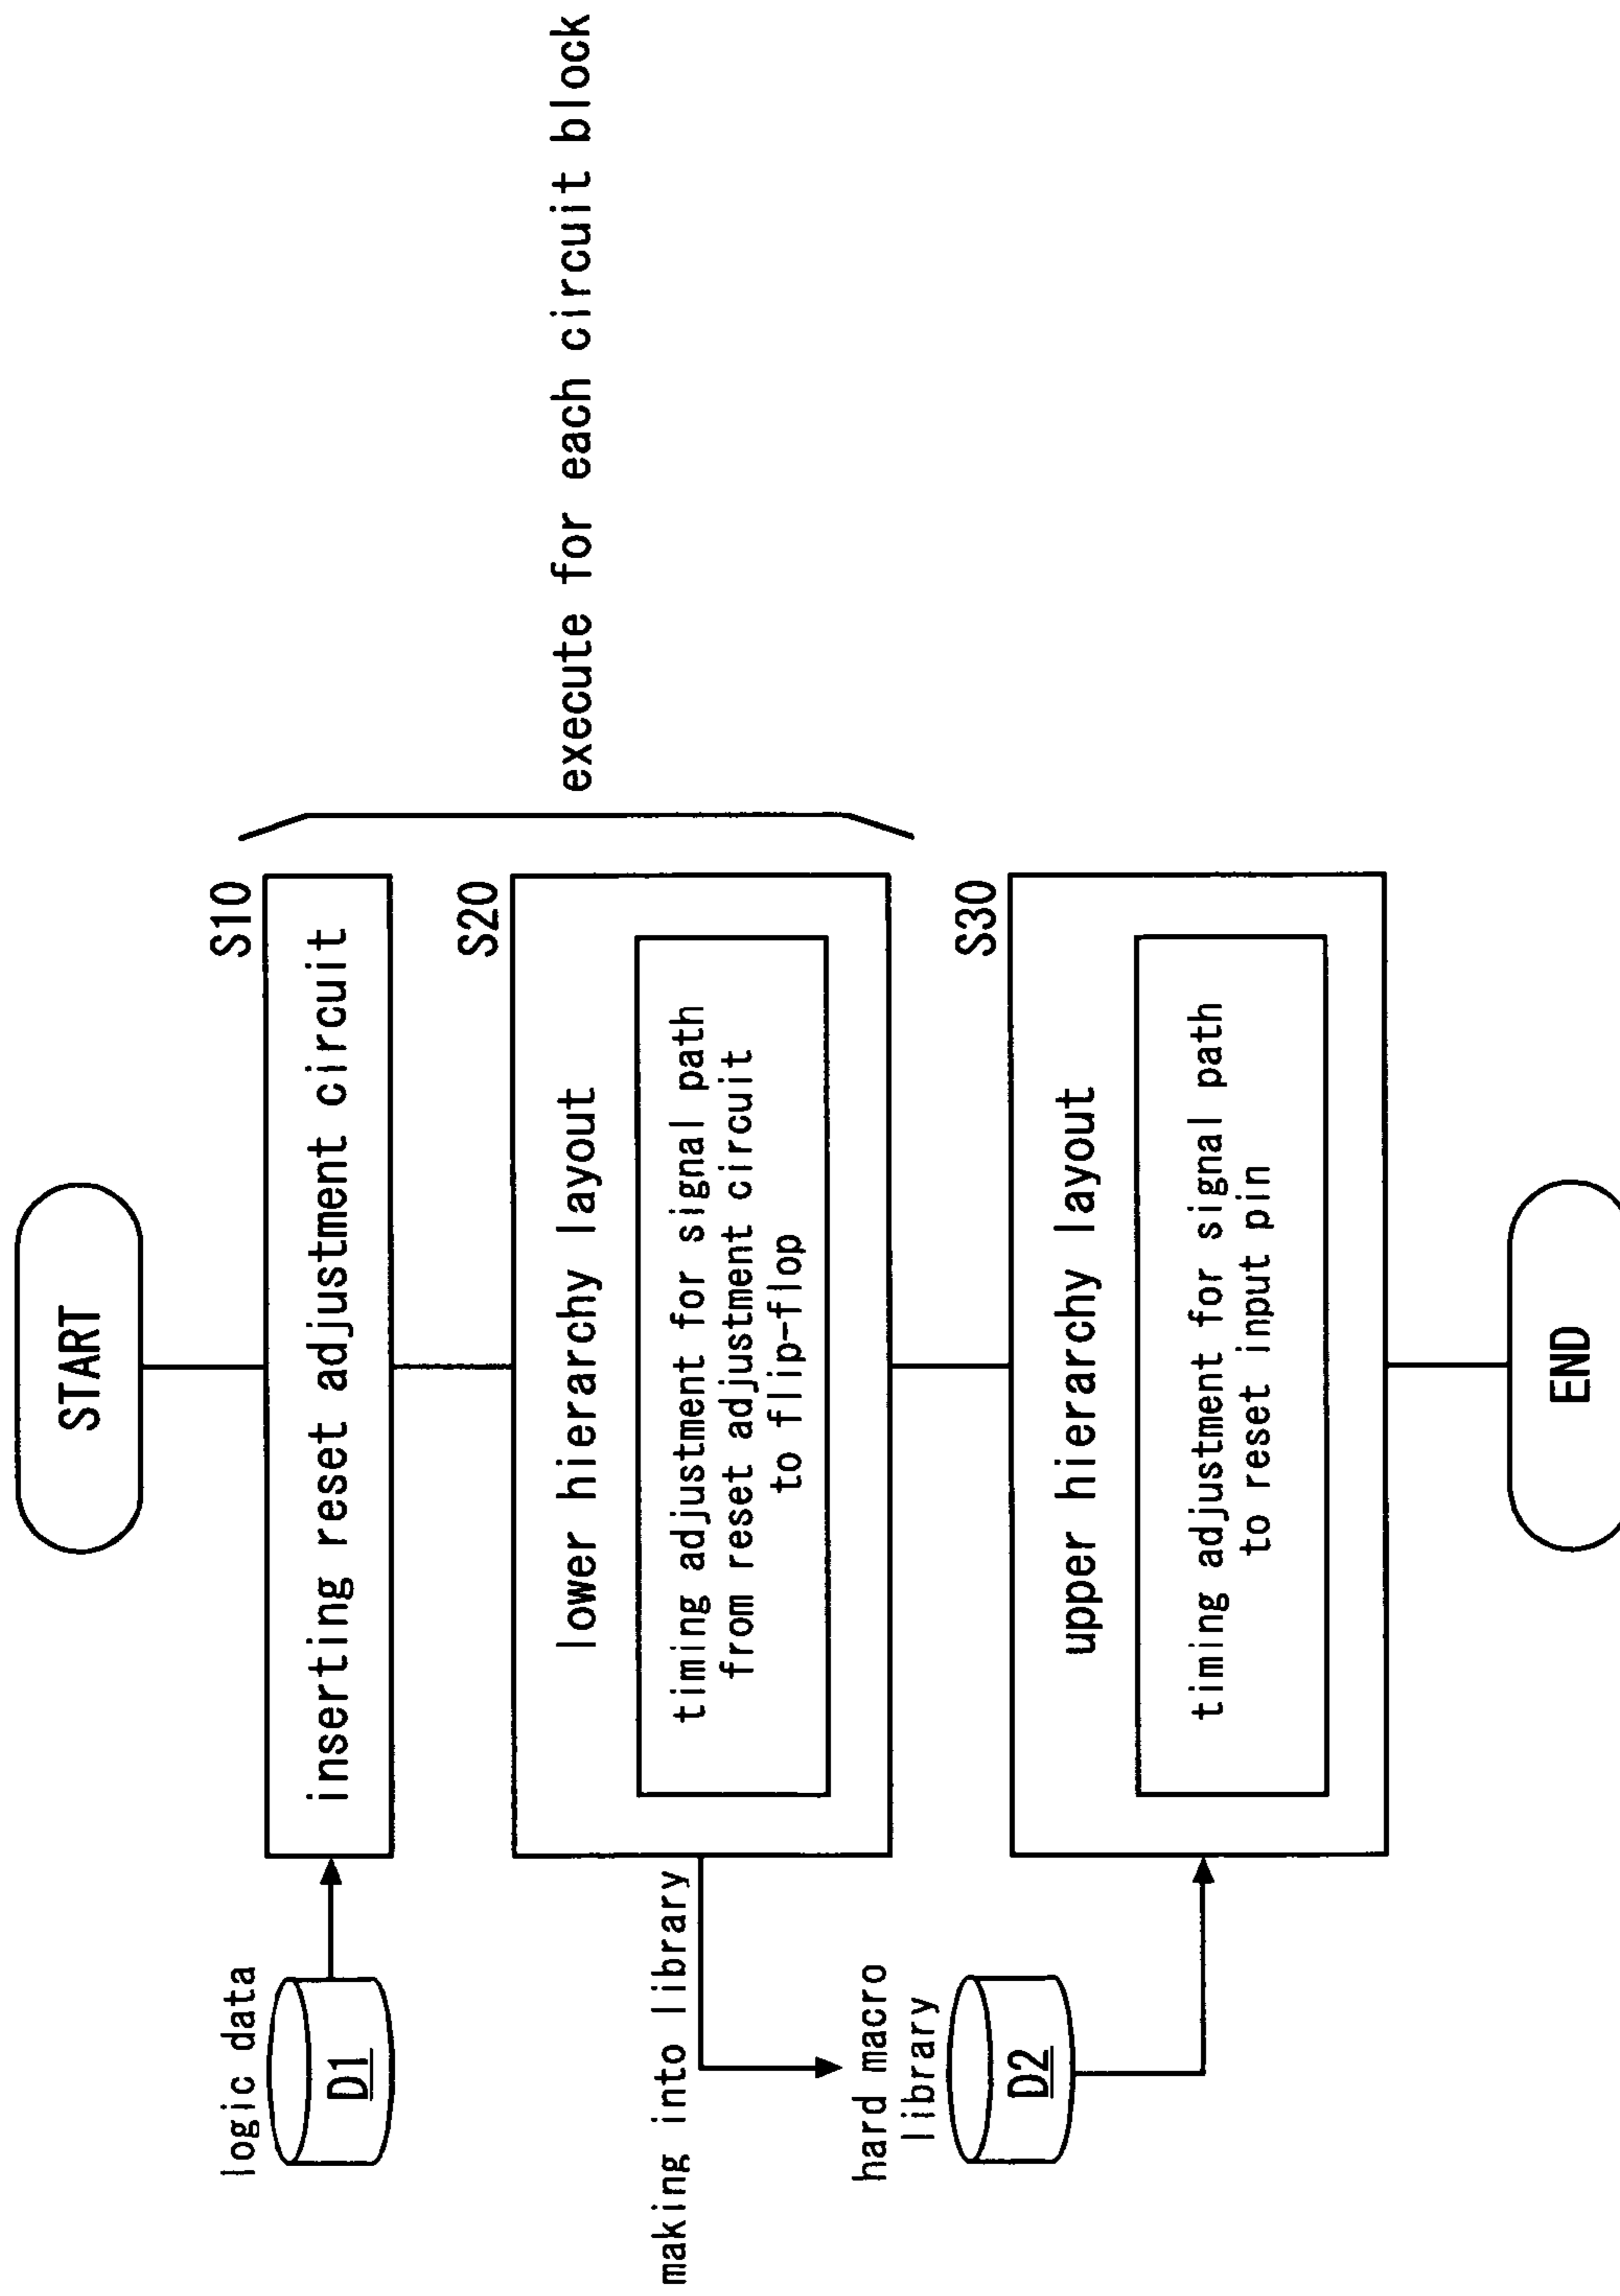 START
logic data
D1
S10
inserting reset adjustment circuit
S20
lower hierarchy layout
timing adjustment for signal path
from reset adjustment circuit
to flip-flop
execute for each circuit block
making into library
hard macro
library
D2
S30
upper hierarchy layout
timing adjustment for signal path
to reset input pin
END